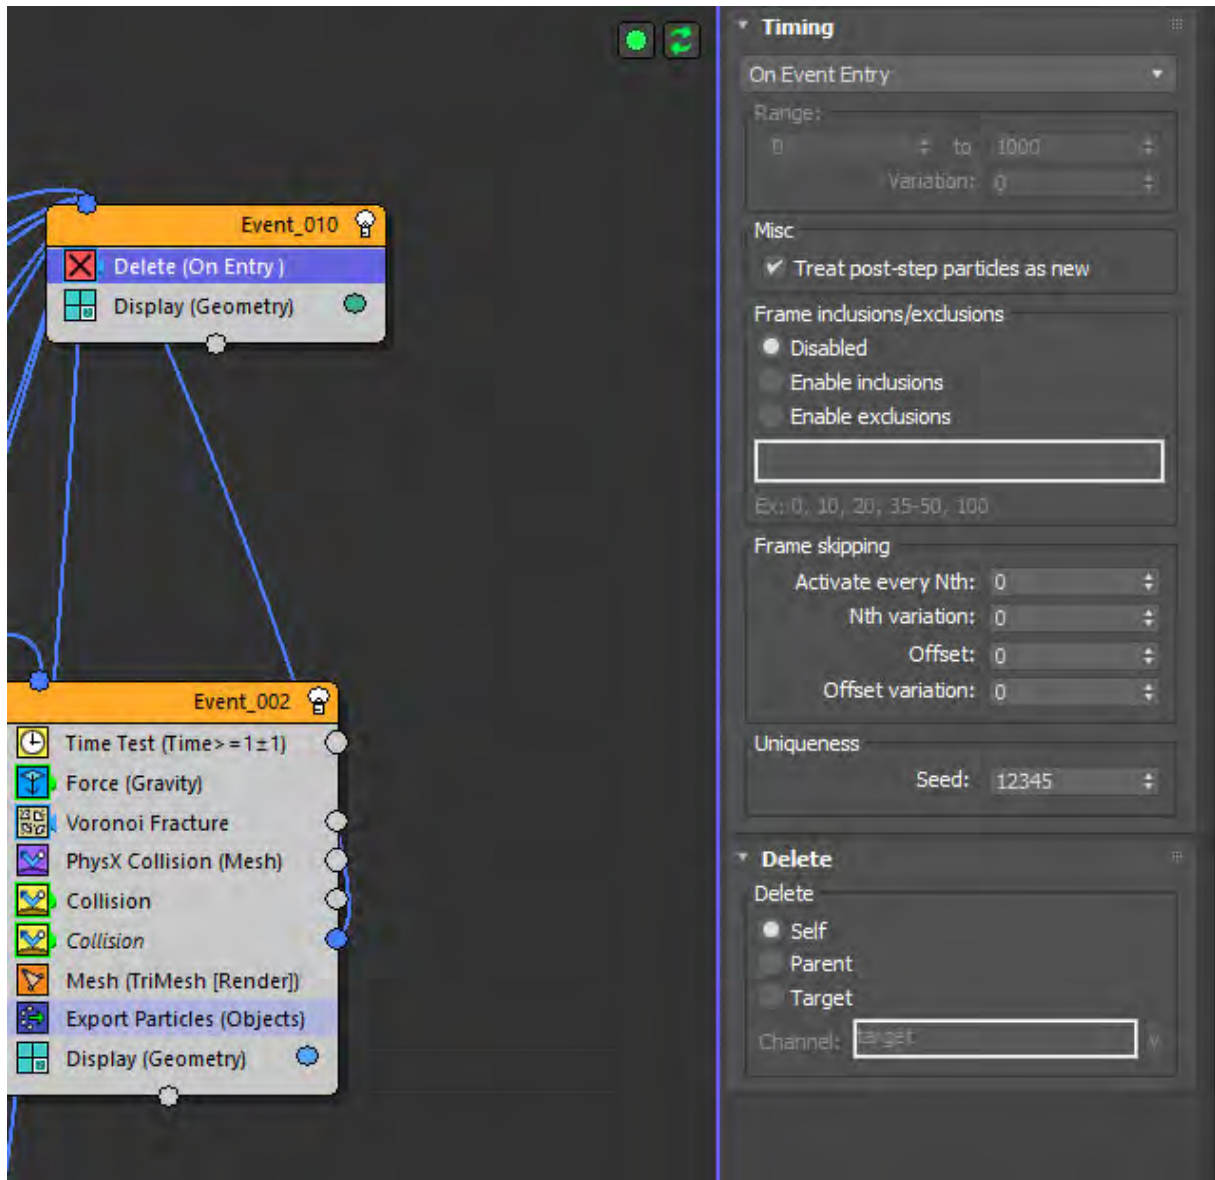 Event_010
Delete (On Entry )
Display (Geometry)
Event_002
Time Test (Time>=1±1)
Force (Gravity)
Voronoi Fracture
PhysX Collision (Mesh)
Collision
Collision
Mesh (TriMesh [Render])
Export Particles (Objects)
Display (Geometry)
Timing
On Event Entry
Range:
0 to 1000
Variation: 0
Misc
Treat post-step particles as new
Frame inclusions/exclusions
Disabled
Enable inclusions
Enable exclusions
Ex: 0, 10, 20, 35-50, 100
Frame skipping
Activate every Nth: 0
Nth variation: 0
Offset: 0
Offset variation: 0
Uniqueness
Seed: 12345
Delete
Delete
Self
Parent
Target
Channel: target